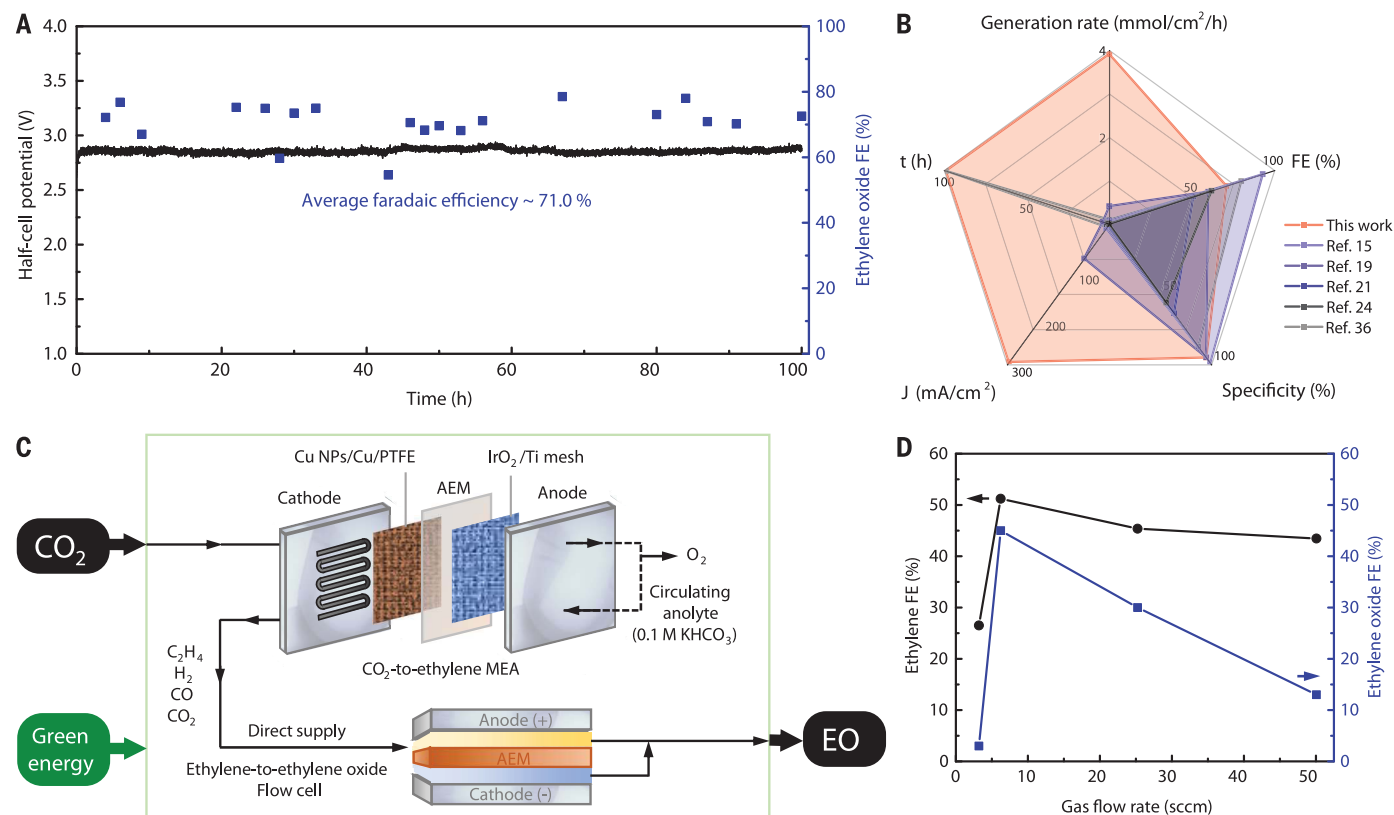 A
Half-cell potential (V)
4.0
3.5
3.0
2.5
2.0
1.5
1.0
0
20
40
60
80
100
Time (h)
Average faradaic efficiency ~ 71.0 %
100
80
60
40
20
0
Ethylene oxide FE (%)
B
Generation rate (mmol/cm²/h)
4
2
t (h)
100
50
FE (%)
100
50
100
200
300
J (mA/cm²)
50
100
Specificity (%)
This work
Ref. 15
Ref. 19
Ref. 21
Ref. 24
Ref. 36
C
CO₂
Green
energy
Cu NPs/Cu/PTFE
IrO₂/Ti mesh
Cathode
AEM
Anode
O₂
Circulating
anolyte
(0.1 M KHCO₃)
CO₂-to-ethylene MEA
C₂H₄
H₂
CO
CO₂
Direct supply
Ethylene-to-ethylene oxide
Flow cell
Anode (+)
AEM
Cathode (-)
EO
D
Ethylene FE (%)
60
50
40
30
20
10
0
0
10
20
30
40
50
Gas flow rate (sccm)
60
50
40
30
20
10
0
Ethylene oxide FE (%)